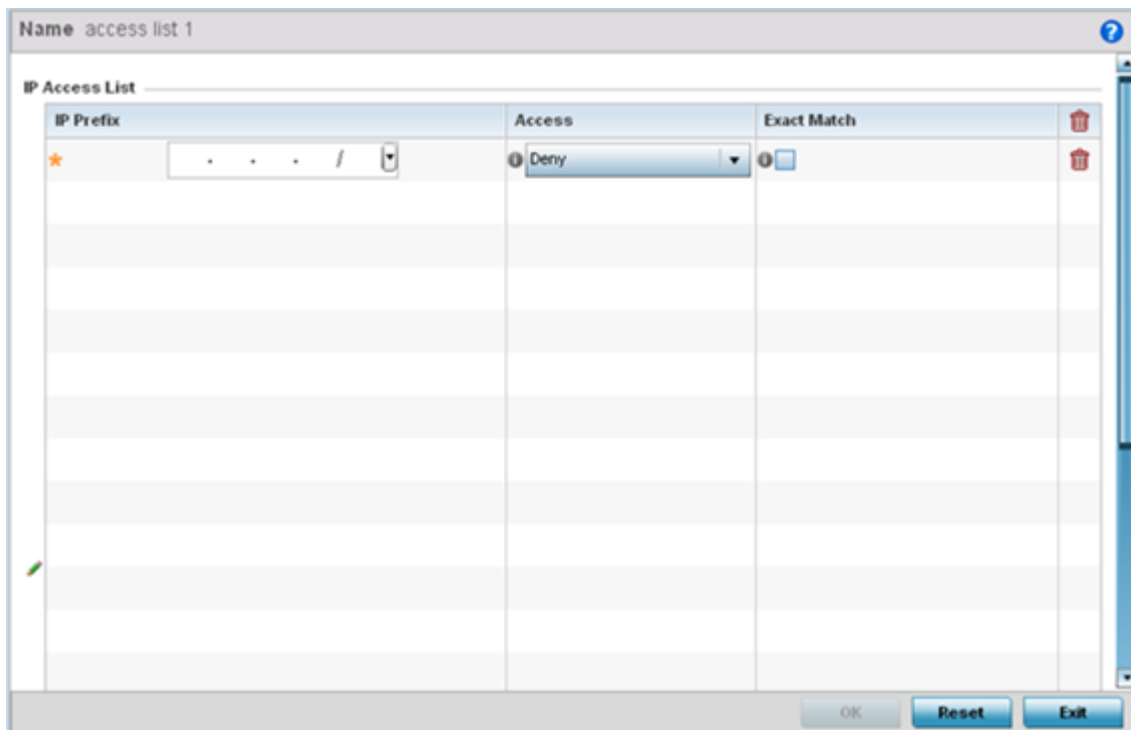 Name access list 1
?
IP Access List
IP Prefix Access Exact Match
* . . . / Deny
OK Reset Exit